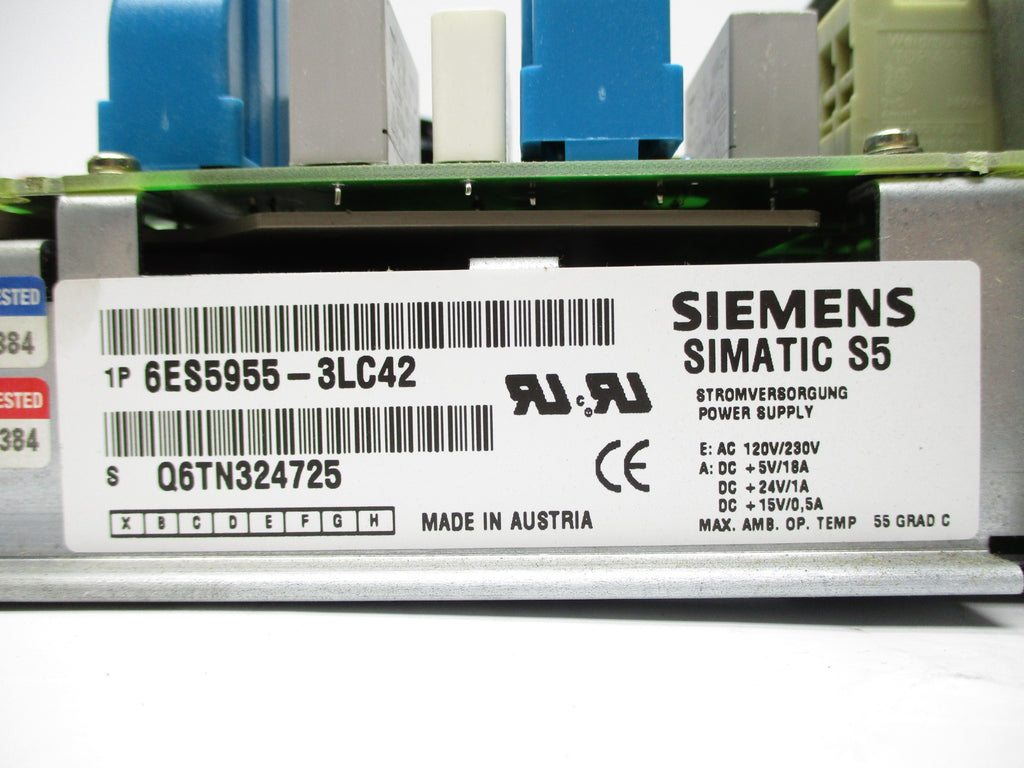 ESTED
384
ESTED
384
1P 6ES5955-3LC42
S Q6TN324725
X B C D E F G H
MADE IN AUSTRIA
c
CE
SIEMENS
SIMATIC S5
STROMVERSORGUNG
POWER SUPPLY
E: AC 120V/230V
A: DC +5V/18A
DC +24V/1A
DC +15V/0,5A
MAX. AMB. OP. TEMP 55 GRAD C